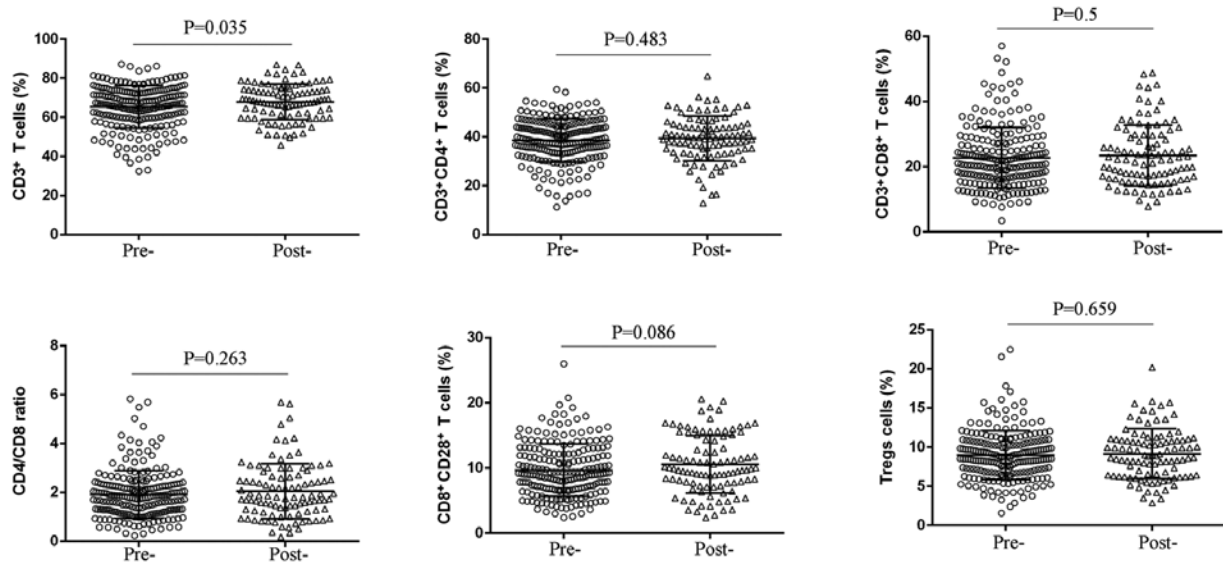 P=0.035
CD3⁺ T cells (%)
100
80
60
40
20
0
Pre-
Post-
P=0.483
CD3⁺CD4⁺ T cells (%)
80
60
40
20
0
Pre-
Post-
P=0.5
CD3⁺CD8⁺ T cells (%)
60
40
20
0
Pre-
Post-
P=0.263
CD4/CD8 ratio
8
6
4
2
0
Pre-
Post-
P=0.086
CD8⁺ CD28⁺ T cells (%)
30
20
10
0
Pre-
Post-
P=0.659
Tregs cells (%)
25
20
15
10
5
0
Pre-
Post-